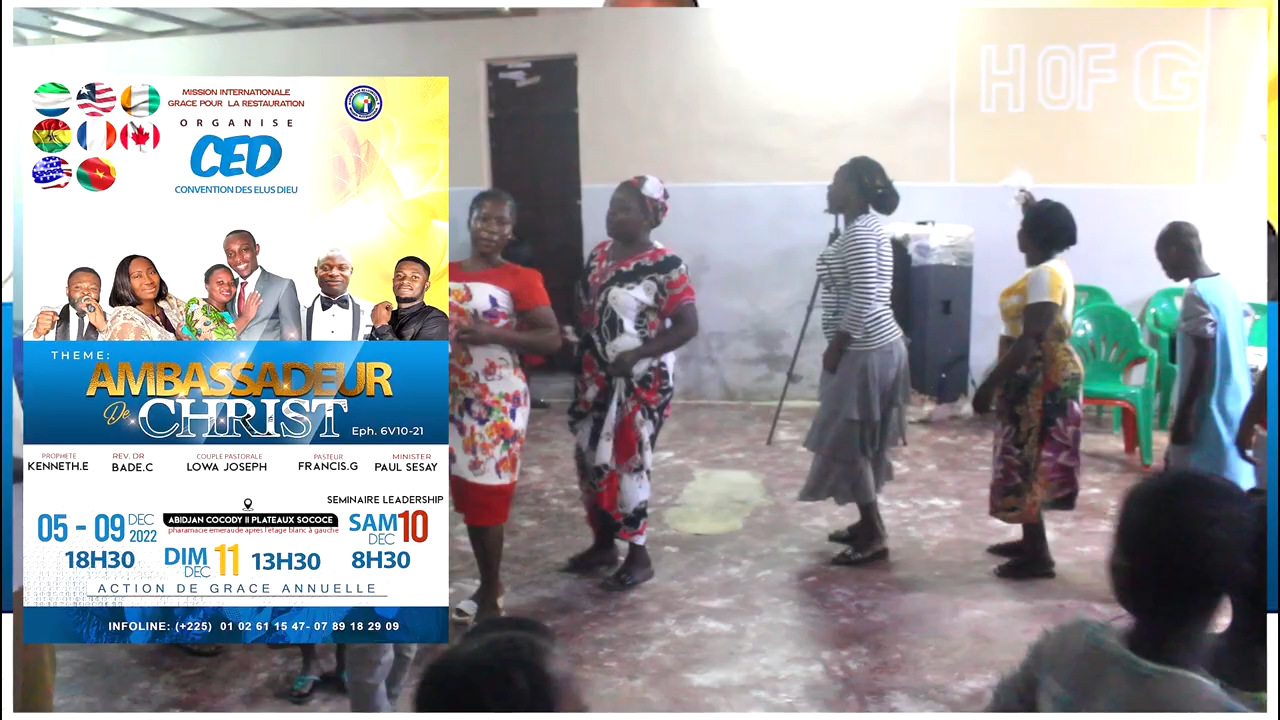 MISSION INTERNATIONALE
GRACE POUR LA RESTAURATION
ORGANISE
CED
CONVENTION DES ELUS DIEU
THEME:
AMBASSADEUR
De CHRIST
Eph. 6V10-21
PROPHETE
KENNETH.E
REV. DR
BADE.C
COUPLE PASTORALE
LOWA JOSEPH
PASTEUR
FRANCIS.G
MINISTER
PAUL SESAY
SEMINAIRE LEADERSHIP
05 - 09 DEC 2022
18H30
ABIDJAN COCODY II PLATEAUX SOCOCE
pharmacie emeraude après l'etage blanc à gauche
DIM 11 DEC
13H30
SAM 10 DEC
8H30
ACTION DE GRACE ANNUELLE
INFOLINE: (+225) 01 02 61 15 47- 07 89 18 29 09
H OF G